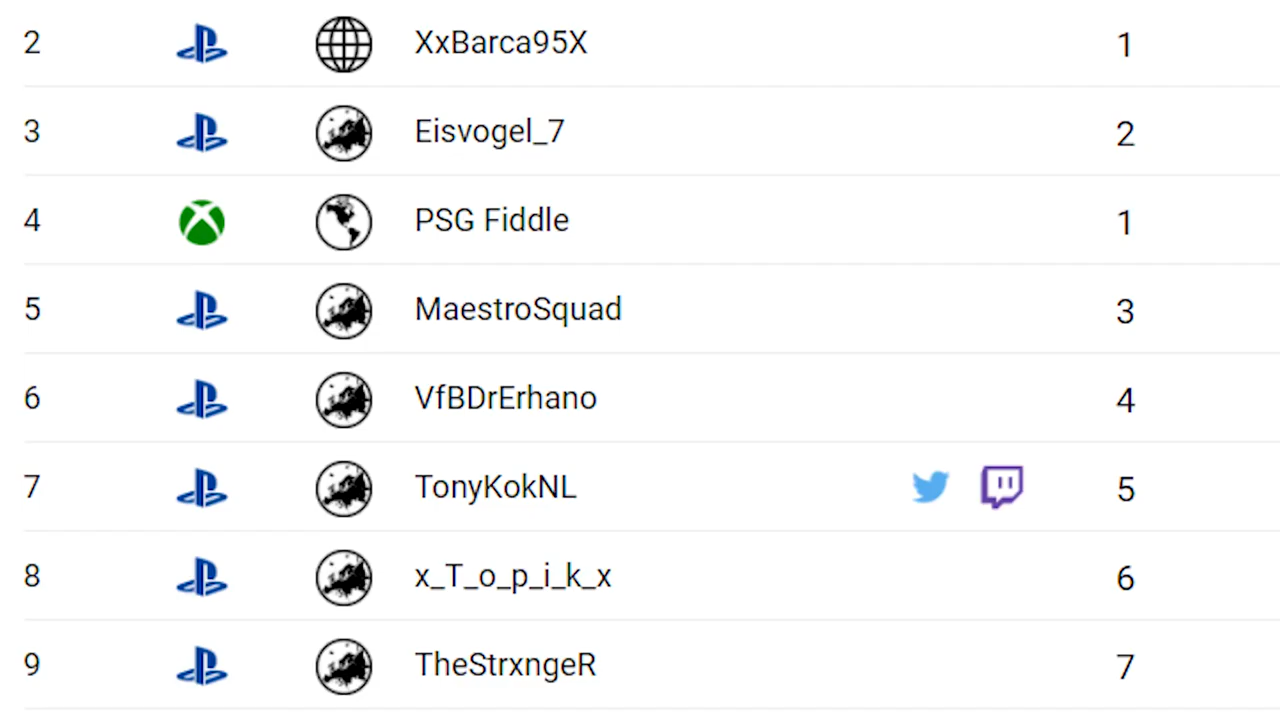 2 XxBarca95X 1
3 Eisvogel_7 2
4 PSG Fiddle 1
5 MaestroSquad 3
6 VfBDrErhano 4
7 TonyKokNL 5
8 x_T_o_p_i_k_x 6
9 TheStrxngeR 7